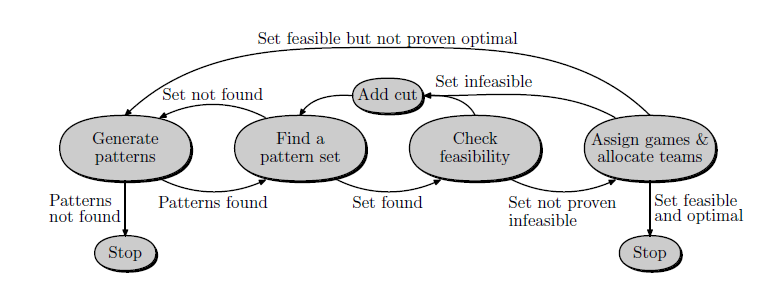 Set feasible but not proven optimal
Set infeasible
Set not found
Add cut
Generate
patterns
Find a
pattern set
Check
feasibility
Assign games &
allocate teams
Patterns
not found
Patterns found
Set found
Set not proven
infeasible
Set feasible
and optimal
Stop
Stop